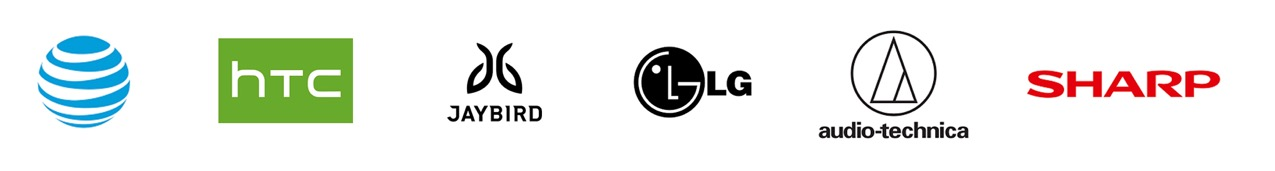 hTC
JAYBIRD
LG
audio-technica
SHARP